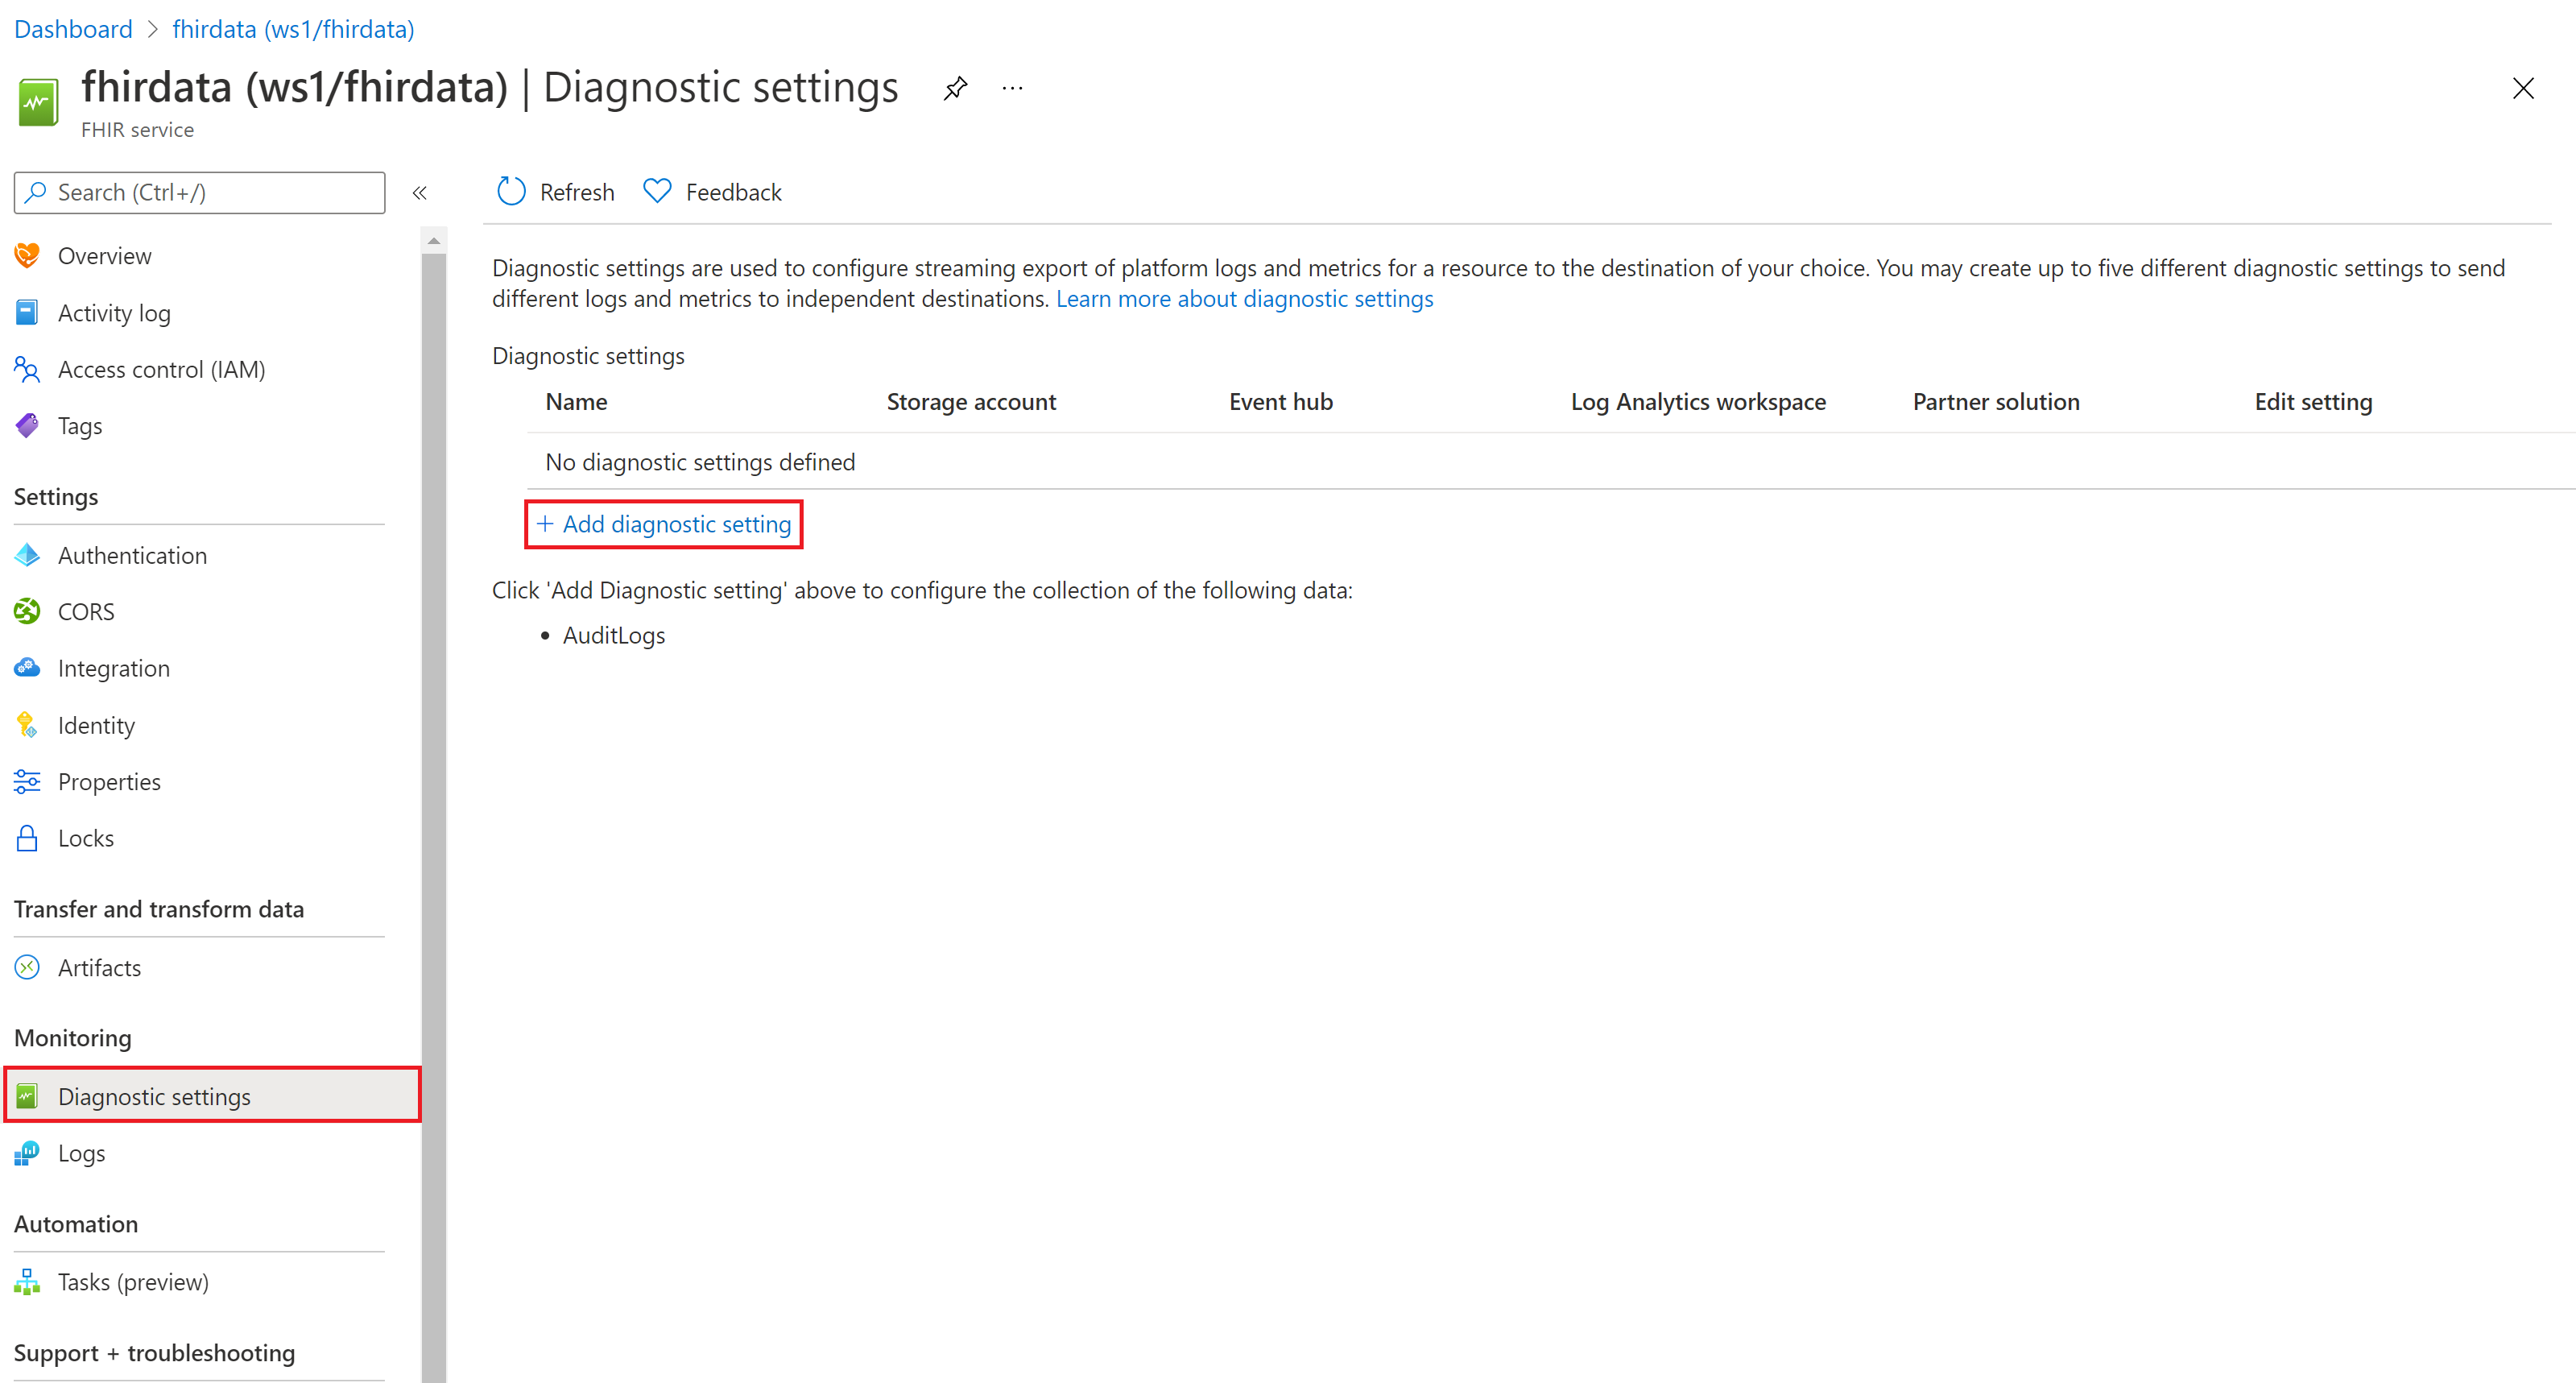 Dashboard > fhirdata (ws1/fhirdata)
fhirdata (ws1/fhirdata) | Diagnostic settings
FHIR service
Search (Ctrl+/)
Overview
Activity log
Access control (IAM)
Tags
Settings
Authentication
CORS
Integration
Identity
Properties
Locks
Transfer and transform data
Artifacts
Monitoring
Diagnostic settings
Logs
Automation
Tasks (preview)
Support + troubleshooting
Refresh
Feedback
Diagnostic settings are used to configure streaming export of platform logs and metrics for a resource to the destination of your choice. You may create up to five different diagnostic settings to send
different logs and metrics to independent destinations. Learn more about diagnostic settings
Diagnostic settings
Name Storage account Event hub Log Analytics workspace Partner solution Edit setting
No diagnostic settings defined
+ Add diagnostic setting
Click 'Add Diagnostic setting' above to configure the collection of the following data:
• AuditLogs